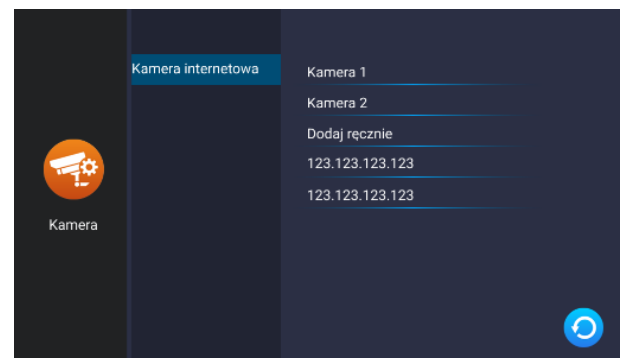 Kamera internetowa
Kamera 1
Kamera 2
Dodaj ręcznie
123.123.123.123
123.123.123.123
Kamera